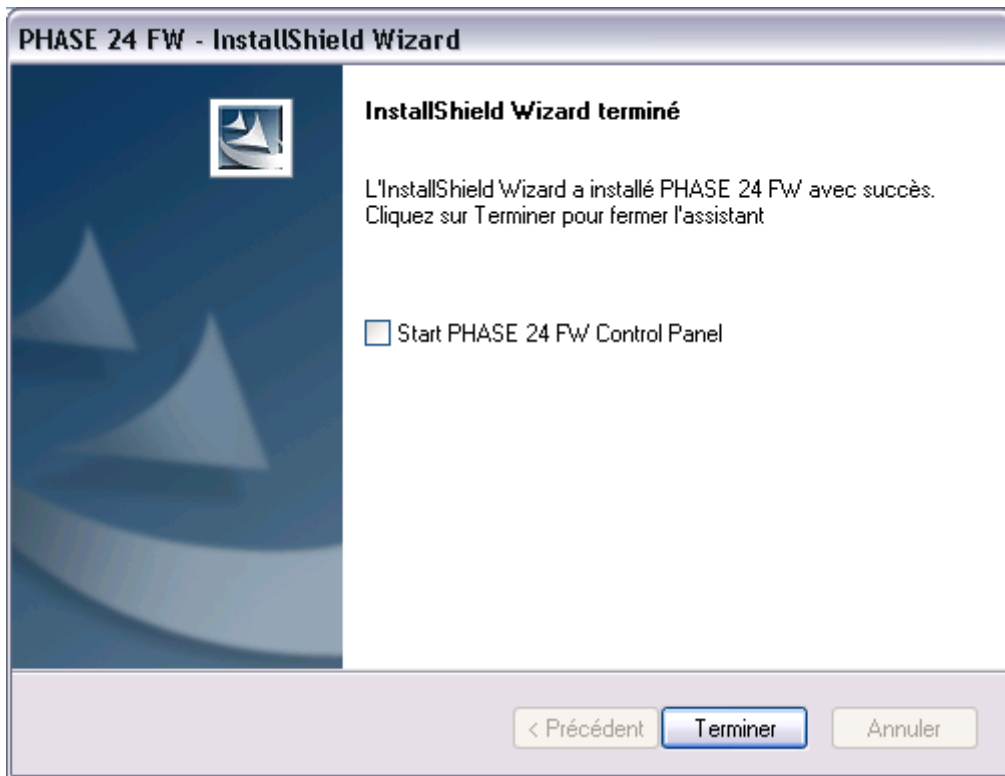 PHASE 24 FW - InstallShield Wizard
InstallShield Wizard terminé
L'InstallShield Wizard a installé PHASE 24 FW avec succès.
Cliquez sur Terminer pour fermer l'assistant
Start PHASE 24 FW Control Panel
< Précédent Terminer Annuler